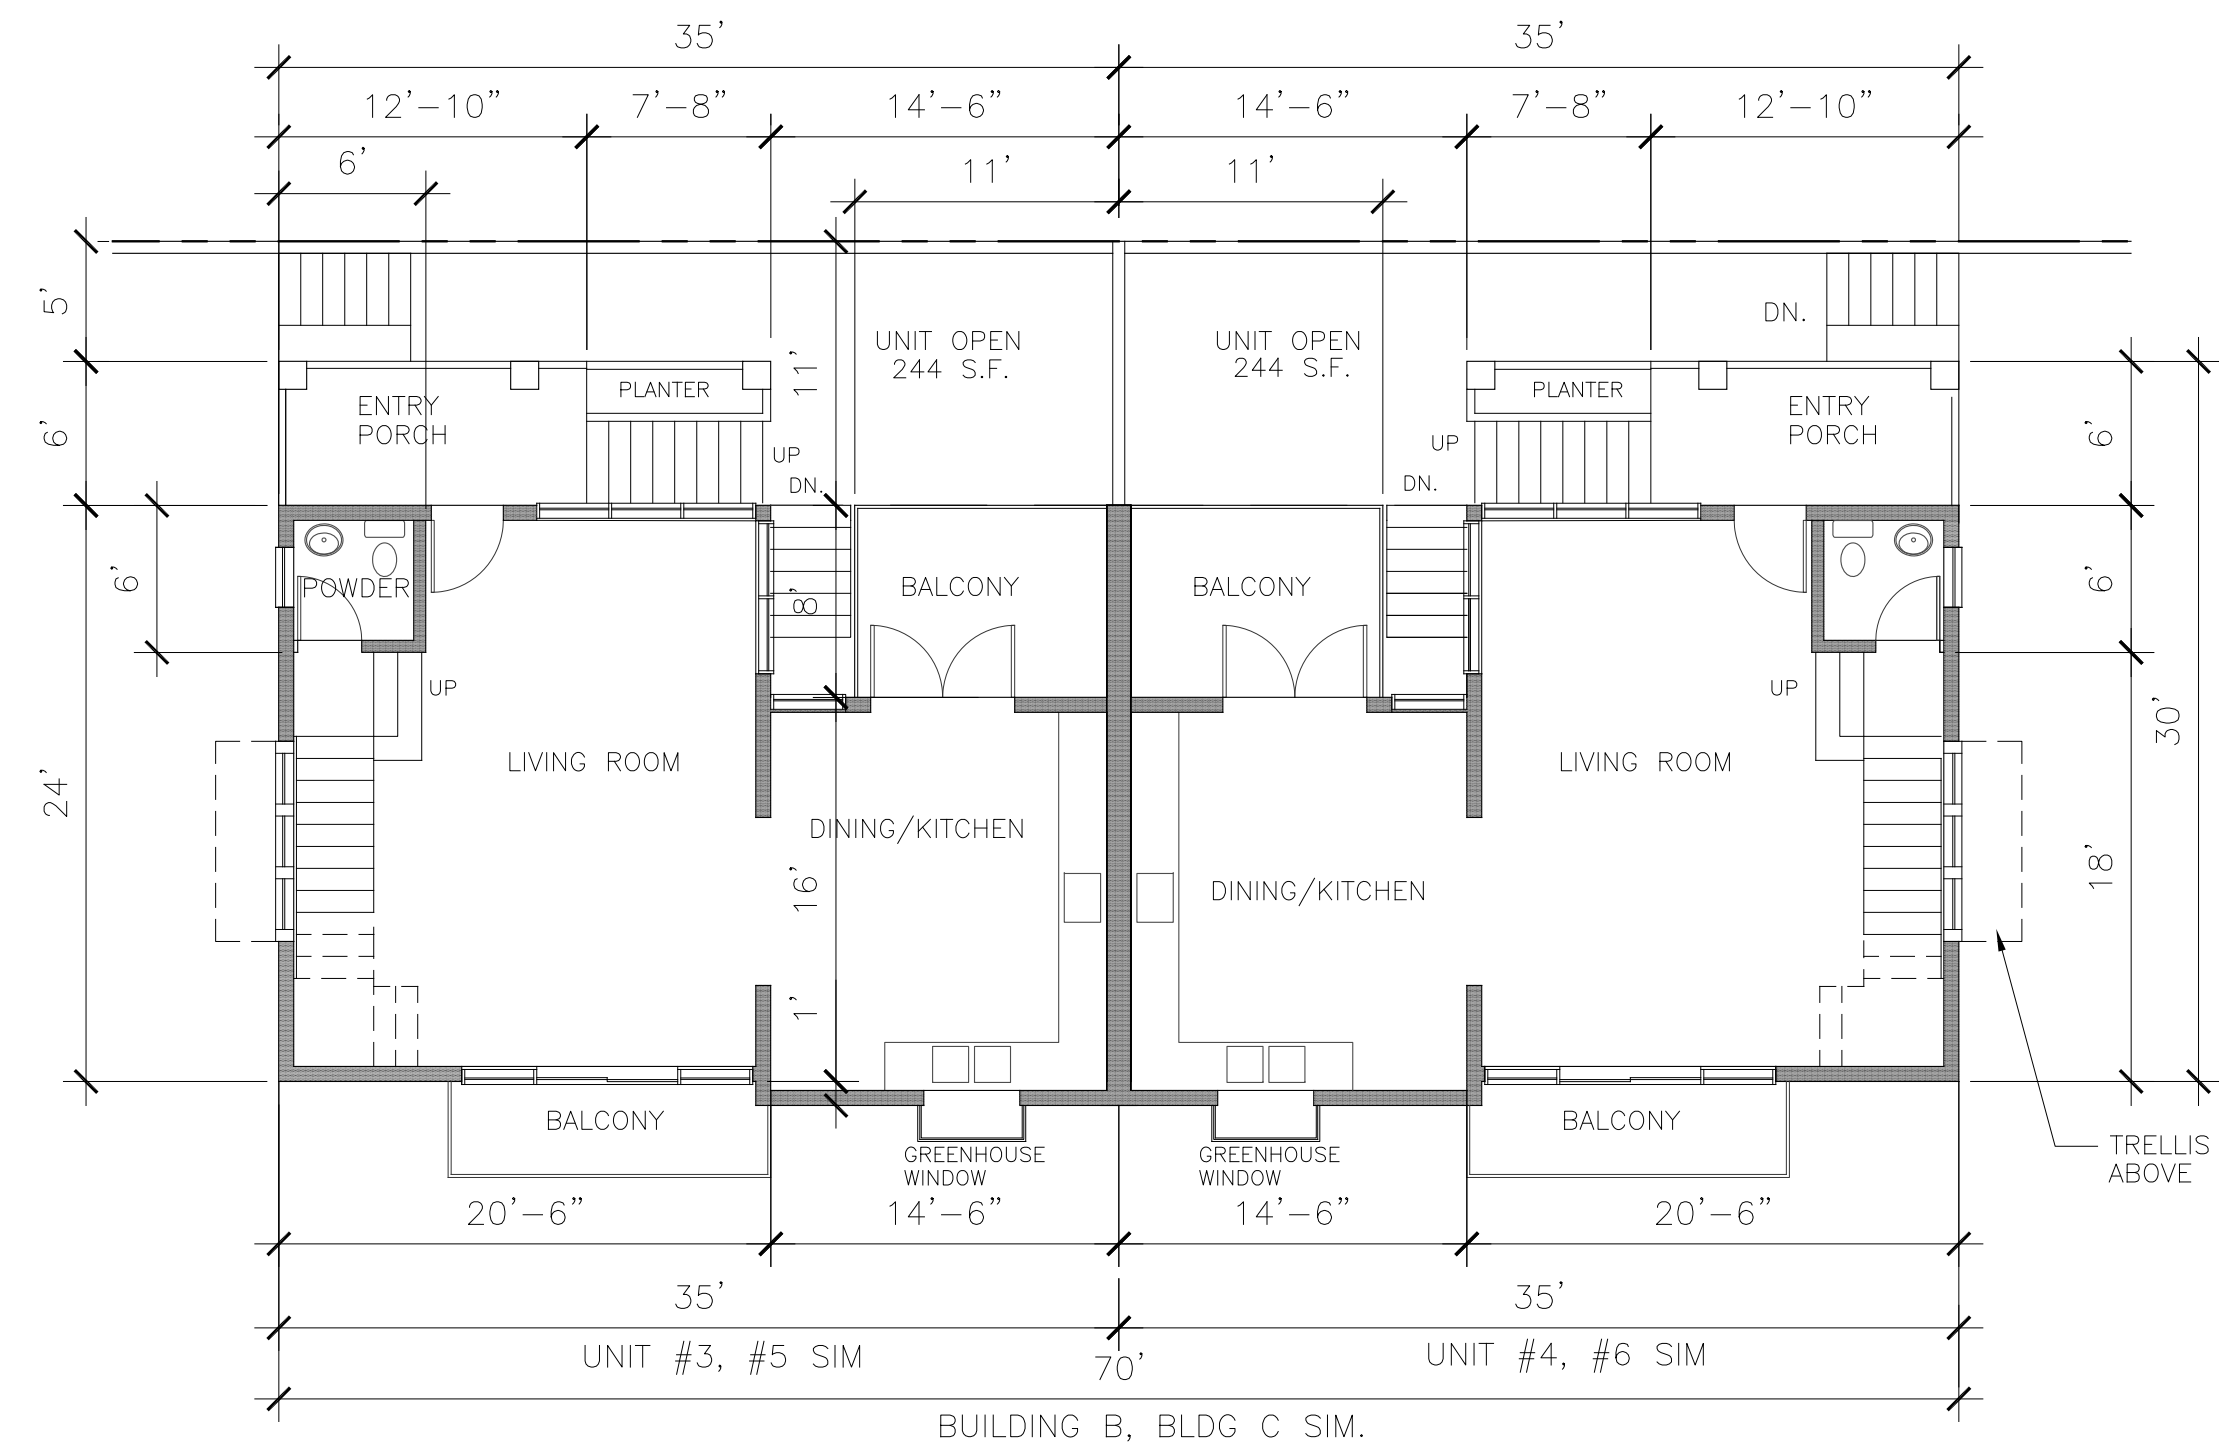 35’ 35’
12’–10” 7’–8” 14’–6” 14’–6” 7’–8” 12’–10”
6’ 11’ 11’
5’
DN.
UNIT OPEN
244 S.F.
UNIT OPEN
244 S.F.
11’
PLANTER PLANTER
ENTRY
PORCH
ENTRY
PORCH
6’ 6’
UP UP
DN. DN.
6’ 6’
POWDER
8’
BALCONY BALCONY
UP UP
30’
LIVING ROOM LIVING ROOM
24’
DINING/KITCHEN
16’
DINING/KITCHEN
18’
1’
BALCONY BALCONY
GREENHOUSE
WINDOW
GREENHOUSE
WINDOW
TRELLIS
ABOVE
20’–6” 14’–6” 14’–6” 20’–6”
35’ 35’
UNIT #3, #5 SIM UNIT #4, #6 SIM
70’
BUILDING B, BLDG C SIM.